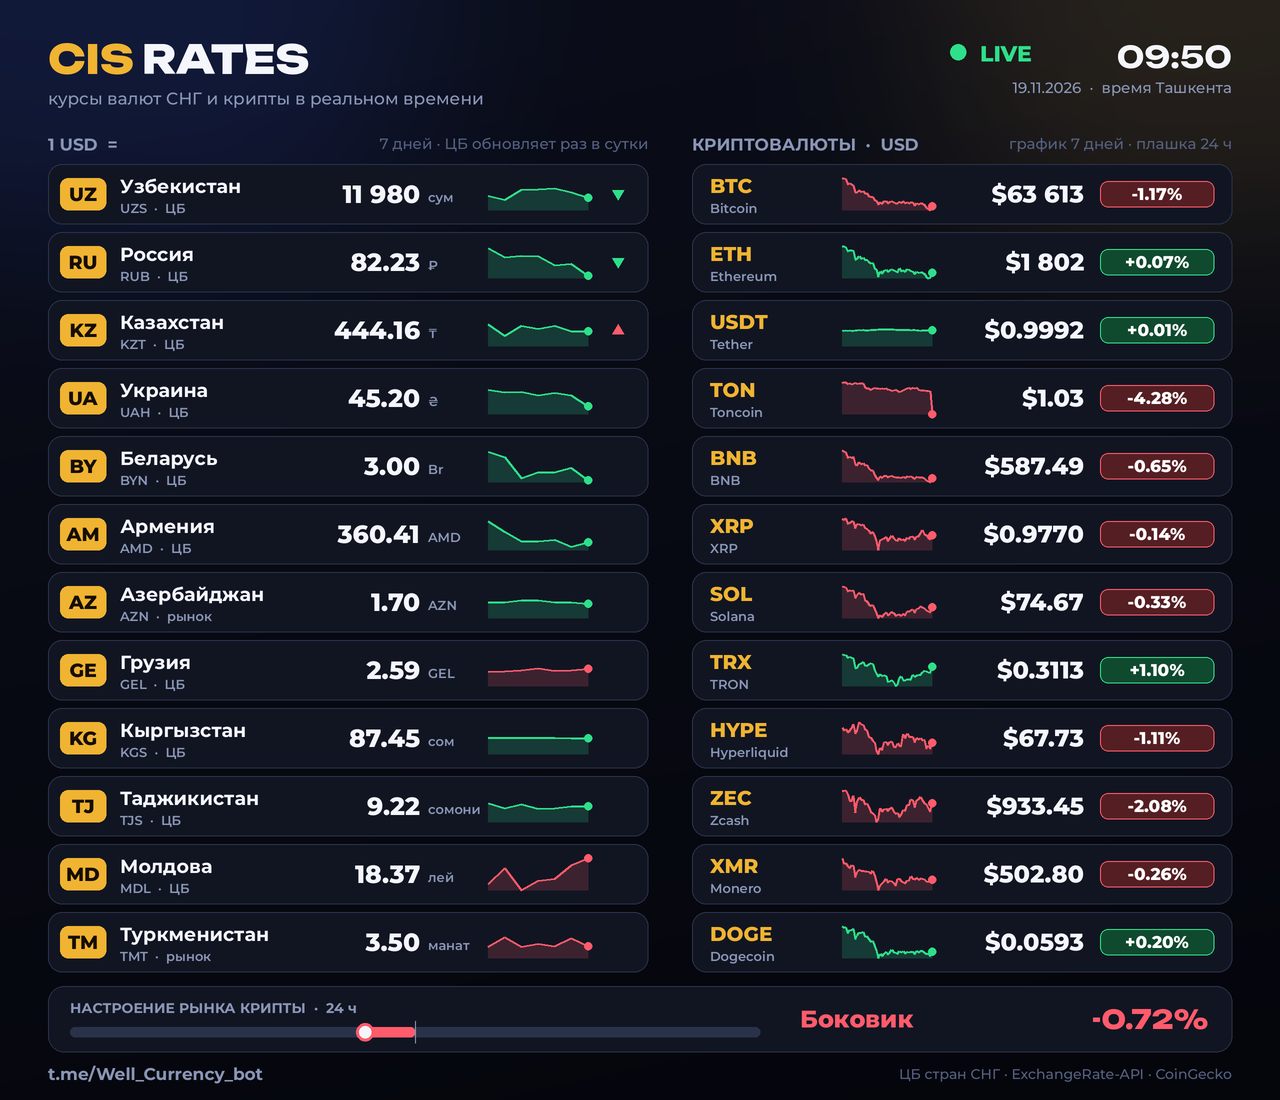 CIS RATES
курсы валют СНГ и крипты в реальном времени
LIVE 09:50
19.11.2026 · время Ташкента
1 USD =
7 дней · ЦБ обновляет раз в сутки
UZ Узбекистан 11 980 сум
UZS · ЦБ
RU Россия 82.23 ₽
RUB · ЦБ
KZ Казахстан 444.16 ₸
KZT · ЦБ
UA Украина 45.20 ₴
UAH · ЦБ
BY Беларусь 3.00 Br
BYN · ЦБ
AM Армения 360.41 AMD
AMD · ЦБ
AZ Азербайджан 1.70 AZN
AZN · рынок
GE Грузия 2.59 GEL
GEL · ЦБ
KG Кыргызстан 87.45 сом
KGS · ЦБ
TJ Таджикистан 9.22 сомони
TJS · ЦБ
MD Молдова 18.37 лей
MDL · ЦБ
TM Туркменистан 3.50 манат
TMT · рынок
КРИПТОВАЛЮТЫ · USD
график 7 дней · плашка 24 ч
BTC $63 613 -1.17%
Bitcoin
ETH $1 802 +0.07%
Ethereum
USDT $0.9992 +0.01%
Tether
TON $1.03 -4.28%
Toncoin
BNB $587.49 -0.65%
BNB
XRP $0.9770 -0.14%
XRP
SOL $74.67 -0.33%
Solana
TRX $0.3113 +1.10%
TRON
HYPE $67.73 -1.11%
Hyperliquid
ZEC $933.45 -2.08%
Zcash
XMR $502.80 -0.26%
Monero
DOGE $0.0593 +0.20%
Dogecoin
НАСТРОЕНИЕ РЫНКА КРИПТЫ · 24 ч
Боковик -0.72%
t.me/Well_Currency_bot
ЦБ стран СНГ · ExchangeRate-API · CoinGecko